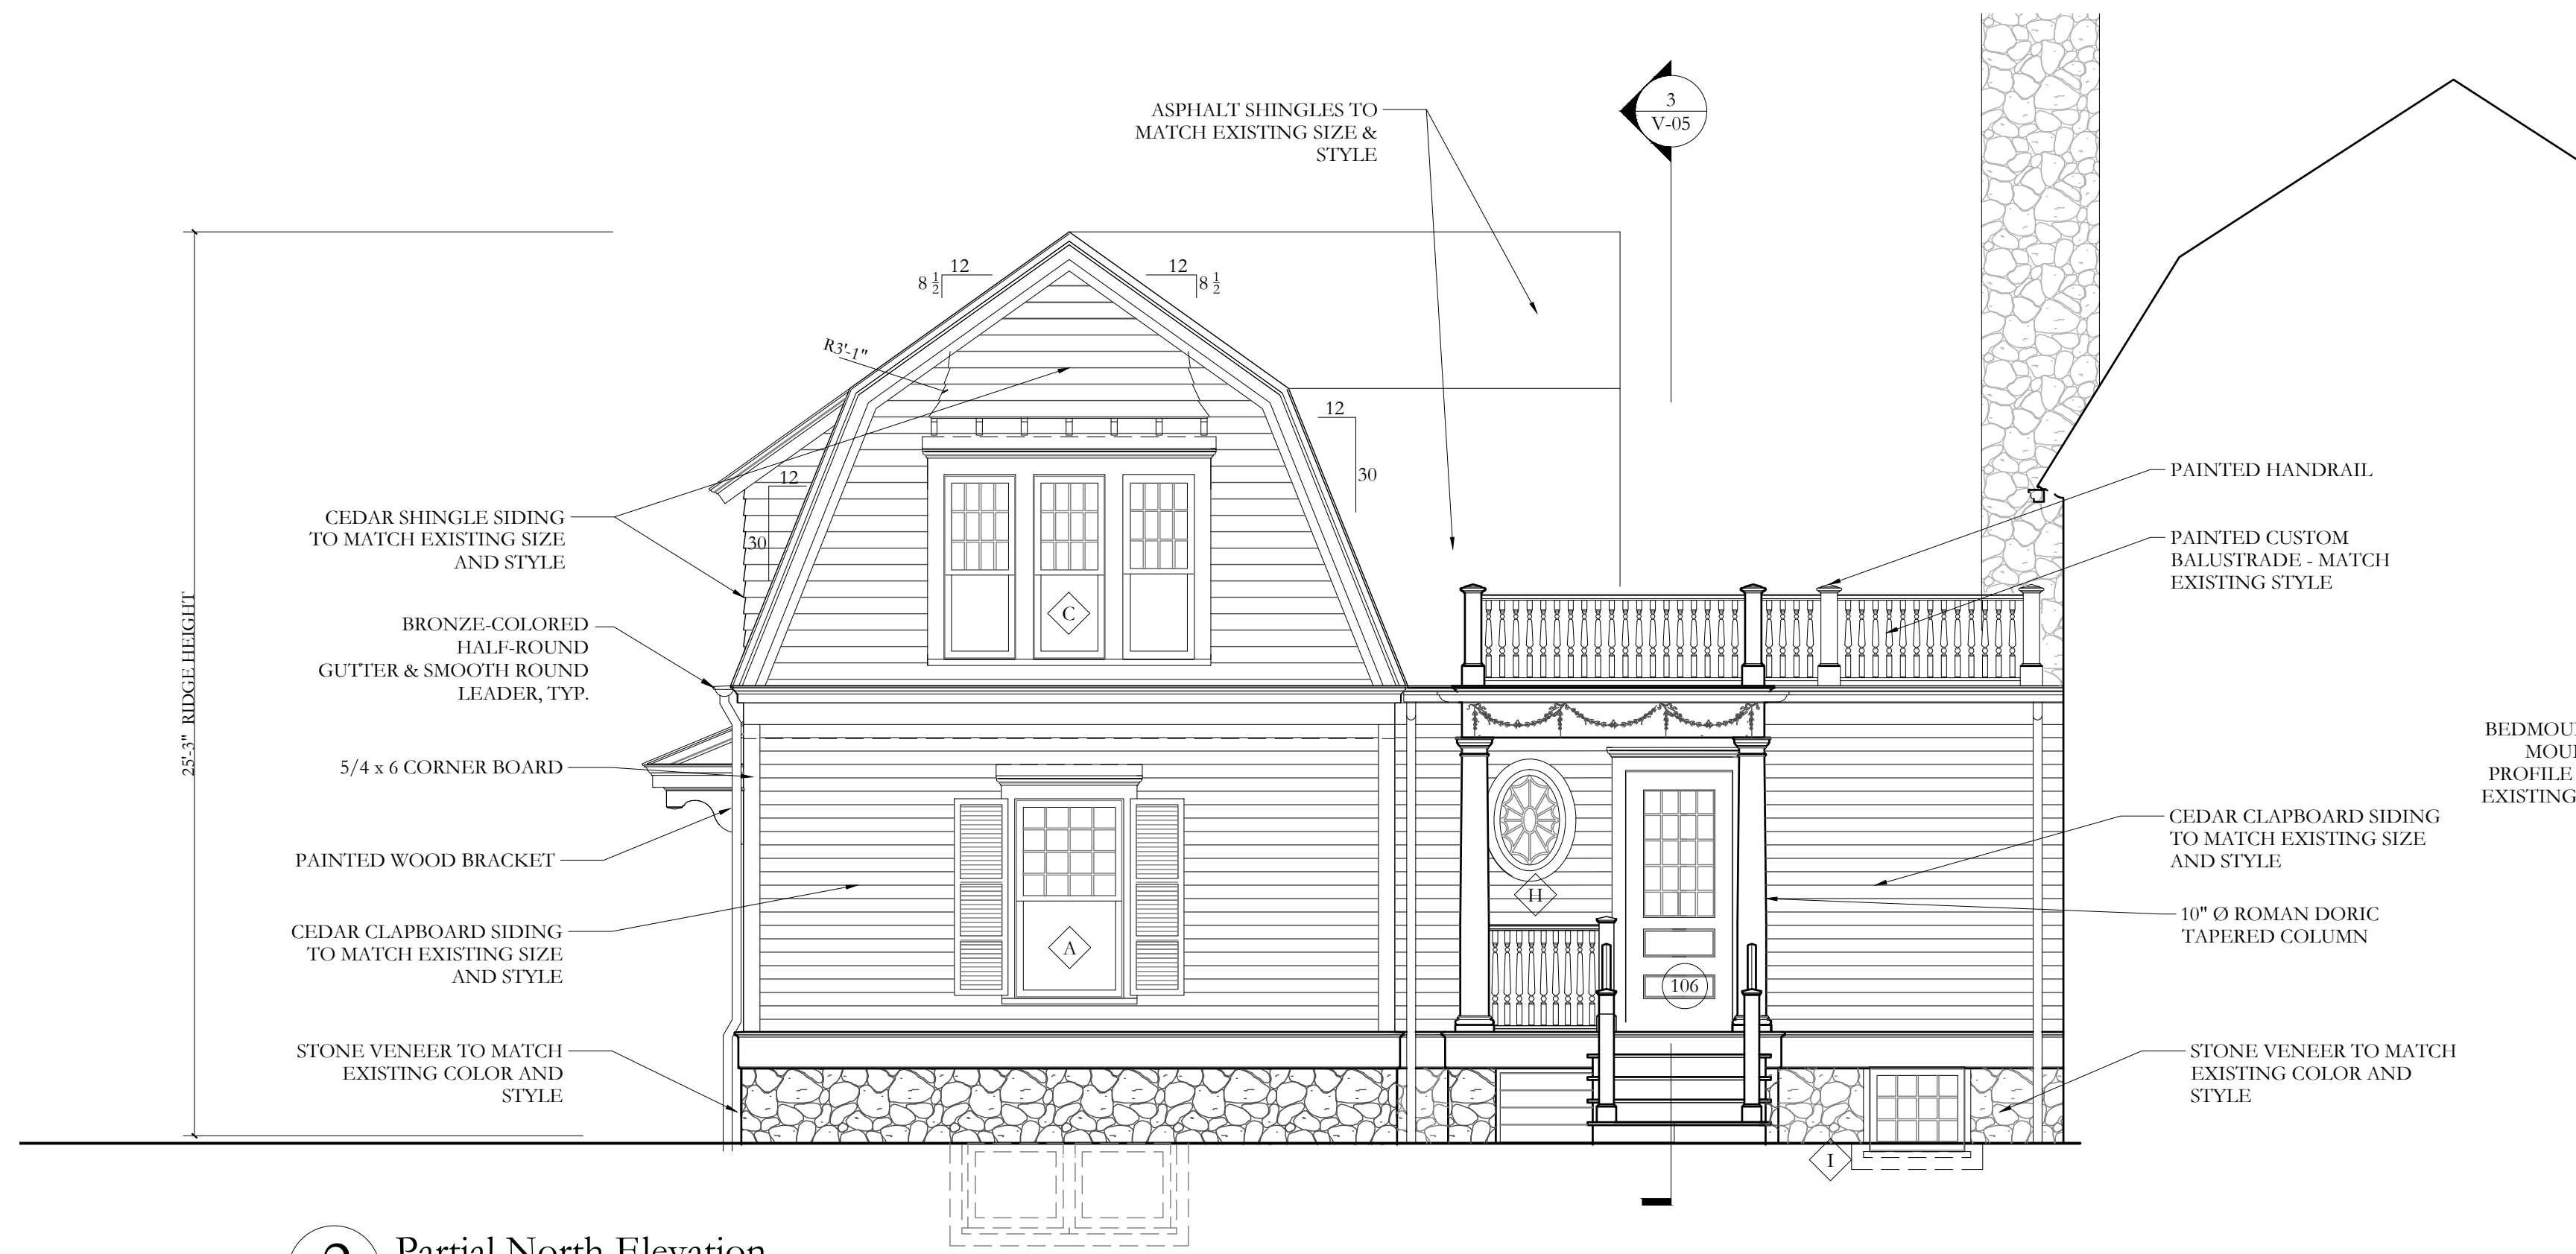 ASPHALT SHINGLES TO
MATCH EXISTING SIZE &
STYLE
3
V-05
12
8 1/2
12
8 1/2
R3'-1"
12
30
12
30
25'-3" RIDGE HEIGHT
CEDAR SHINGLE SIDING
TO MATCH EXISTING SIZE
AND STYLE
BRONZE-COLORED
HALF-ROUND
GUTTER & SMOOTH ROUND
LEADER, TYP.
5/4 x 6 CORNER BOARD
PAINTED WOOD BRACKET
CEDAR CLAPBOARD SIDING
TO MATCH EXISTING SIZE
AND STYLE
STONE VENEER TO MATCH
EXISTING COLOR AND
STYLE
C
A
H
106
I
PAINTED HANDRAIL
PAINTED CUSTOM
BALUSTRADE - MATCH
EXISTING STYLE
CEDAR CLAPBOARD SIDING
TO MATCH EXISTING SIZE
AND STYLE
10" Ø ROMAN DORIC
TAPERED COLUMN
STONE VENEER TO MATCH
EXISTING COLOR AND
STYLE
BEDMOU
MOU
PROFILE
EXISTING
Partial North Elevation